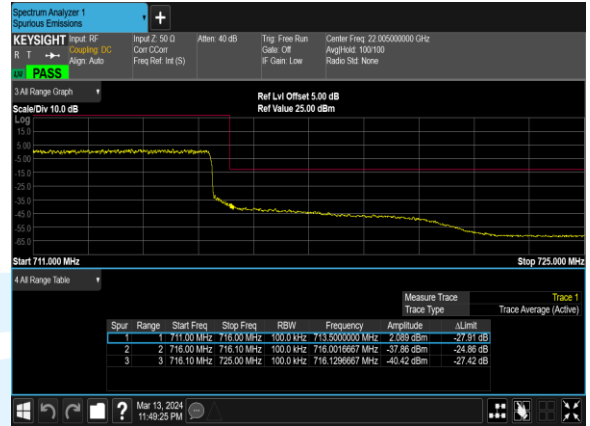 Spectrum Analyzer 1
Spurious Emissions
KEYSIGHT Input: RF Input Z: 50 Ω Atten: 40 dB Trig: Free Run Center Freq: 22.005000000 GHz
R T Coupling: DC Corr CCorr Gate: Off Avg|Hold: 100/100
Align: Auto Freq Ref: Int (S) IF Gain: Low Radio Std: None
PASS
3 All Range Graph
Ref Lvl Offset 5.00 dB
Scale/Div 10.0 dB Ref Value 25.00 dBm
Log
15.0
5.00
-5.00
-15.0
-25.0
-35.0
-45.0
-55.0
-65.0
Start 711.000 MHz Stop 725.000 MHz
4 All Range Table
Measure Trace Trace 1
Trace Type Trace Average (Active)
Spur Range Start Freq Stop Freq RBW Frequency Amplitude ΔLimit
1 1 711.00 MHz 716.00 MHz 100.0 kHz 713.5000000 MHz 2.089 dBm -27.91 dB
2 2 716.00 MHz 716.10 MHz 100.0 kHz 716.0016667 MHz -37.86 dBm -24.86 dB
3 3 716.10 MHz 725.00 MHz 100.0 kHz 716.1296667 MHz -40.42 dBm -27.42 dB
? Mar 13, 2024
11:49:25 PM